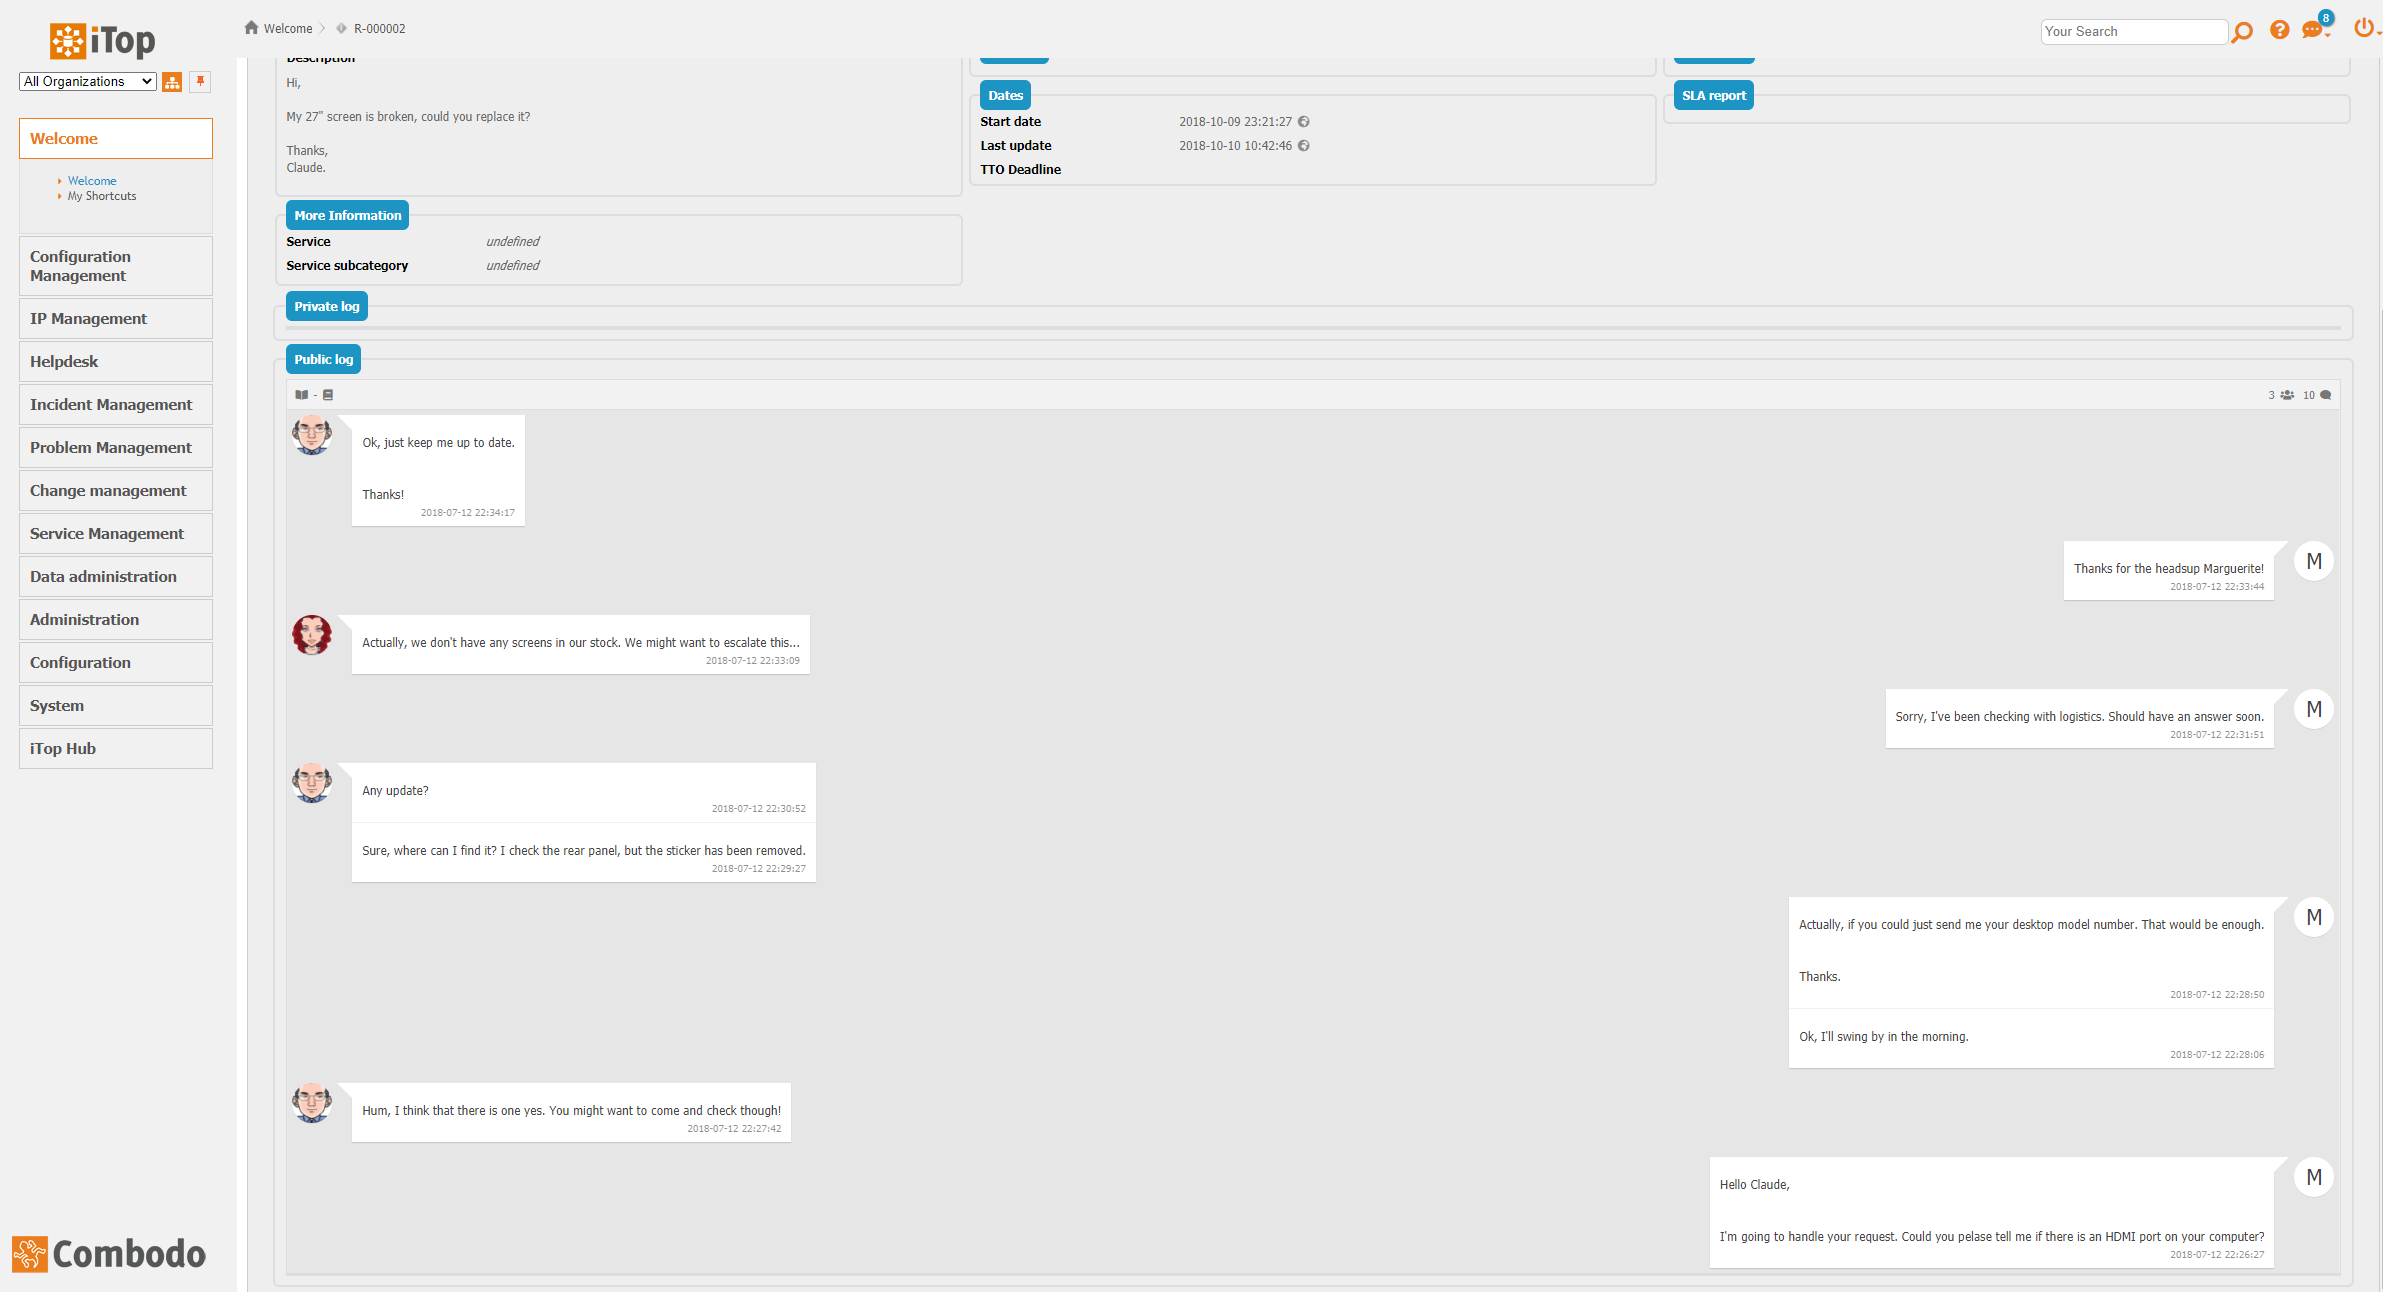 iTop
All Organizations
Welcome
Welcome
My Shortcuts
Configuration
Management
IP Management
Helpdesk
Incident Management
Problem Management
Change management
Service Management
Data administration
Administration
Configuration
System
iTop Hub
Combodo
Welcome
R-000002
Your Search
8
Description
Hi,
My 27" screen is broken, could you replace it?
Thanks,
Claude.
Dates
Start date 2018-10-09 23:21:27
Last update 2018-10-10 10:42:46
TTO Deadline
SLA report
More Information
Service undefined
Service subcategory undefined
Private log
Public log
- 3 10
Ok, just keep me up to date.
Thanks!
2018-07-12 22:34:17
M
Thanks for the headsup Marguerite!
2018-07-12 22:33:44
Actually, we don't have any screens in our stock. We might want to escalate this...
2018-07-12 22:33:09
M
Sorry, I've been checking with logistics. Should have an answer soon.
2018-07-12 22:31:51
Any update?
2018-07-12 22:30:52
Sure, where can I find it? I check the rear panel, but the sticker has been removed.
2018-07-12 22:29:27
M
Actually, if you could just send me your desktop model number. That would be enough.
Thanks.
2018-07-12 22:28:50
Ok, I'll swing by in the morning.
2018-07-12 22:28:06
Hum, I think that there is one yes. You might want to come and check though!
2018-07-12 22:27:42
M
Hello Claude,
I'm going to handle your request. Could you pelase tell me if there is an HDMI port on your computer?
2018-07-12 22:26:27